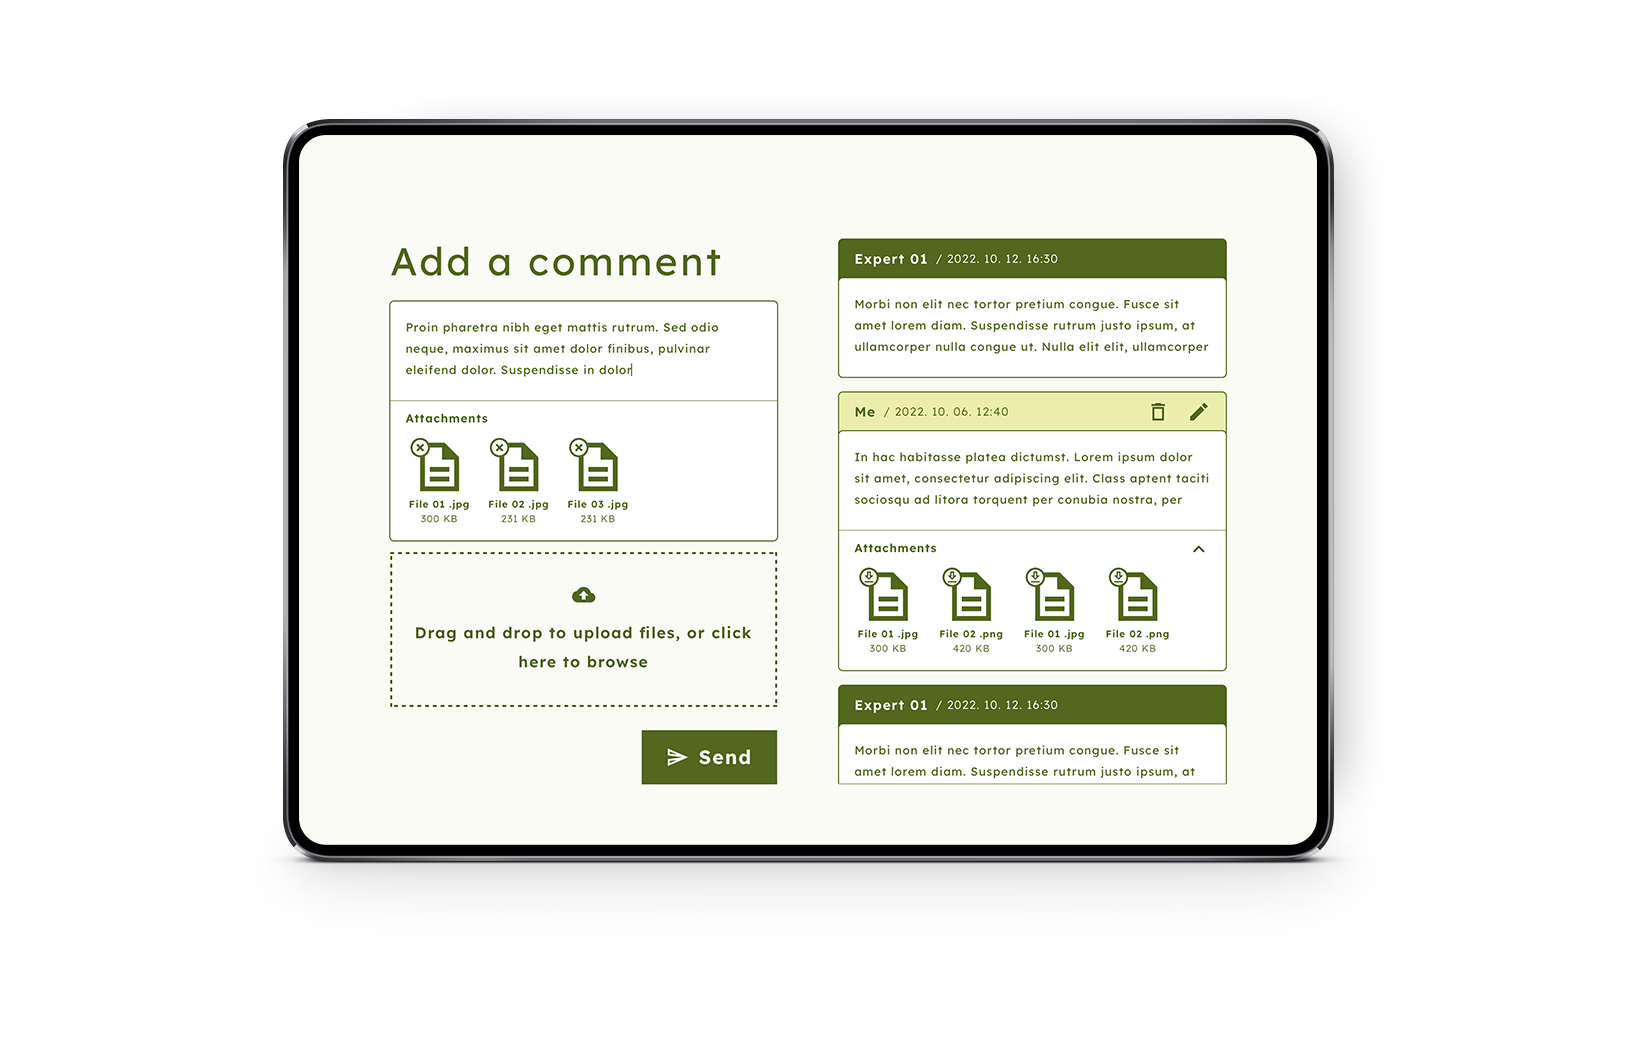 Add a comment
Proin pharetra nibh eget mattis rutrum. Sed odio
neque, maximus sit amet dolor finibus, pulvinar
eleifend dolor. Suspendisse in dolor
Attachments
File 01 .jpg
300 KB
File 02 .jpg
231 KB
File 03 .jpg
231 KB
Drag and drop to upload files, or click
here to browse
Send
Expert 01 / 2022. 10. 12. 16:30
Morbi non elit nec tortor pretium congue. Fusce sit
amet lorem diam. Suspendisse rutrum justo ipsum, at
ullamcorper nulla congue ut. Nulla elit elit, ullamcorper
Me / 2022. 10. 06. 12:40
In hac habitasse platea dictumst. Lorem ipsum dolor
sit amet, consectetur adipiscing elit. Class aptent taciti
sociosqu ad litora torquent per conubia nostra, per
Attachments
File 01 .jpg
300 KB
File 02 .png
420 KB
File 01 .jpg
300 KB
File 02 .png
420 KB
Expert 01 / 2022. 10. 12. 16:30
Morbi non elit nec tortor pretium congue. Fusce sit
amet lorem diam. Suspendisse rutrum justo ipsum, at